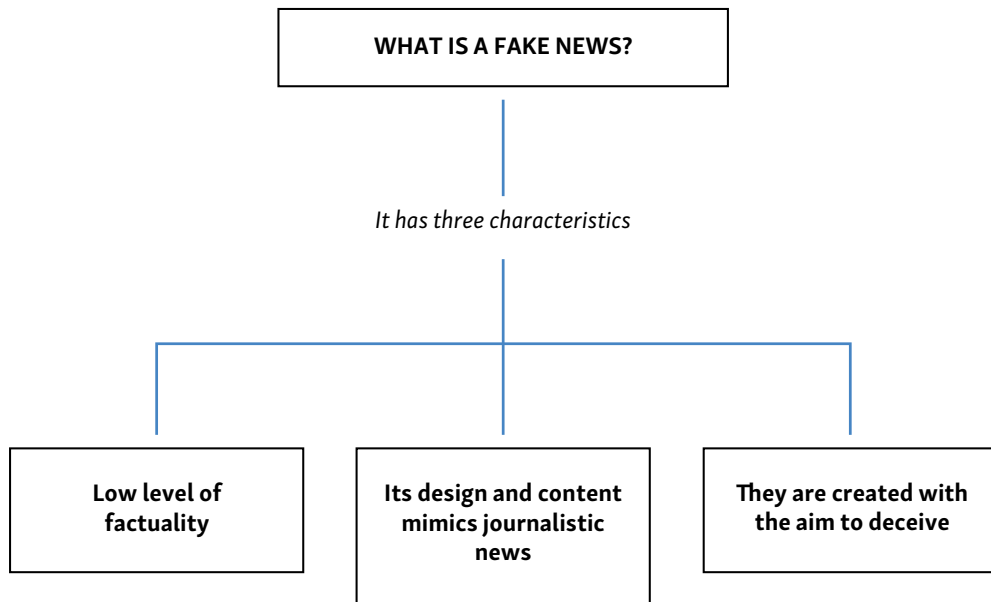 WHAT IS A FAKE NEWS?
It has three characteristics
Low level of
factuality
Its design and content
mimics journalistic
news
They are created with
the aim to deceive